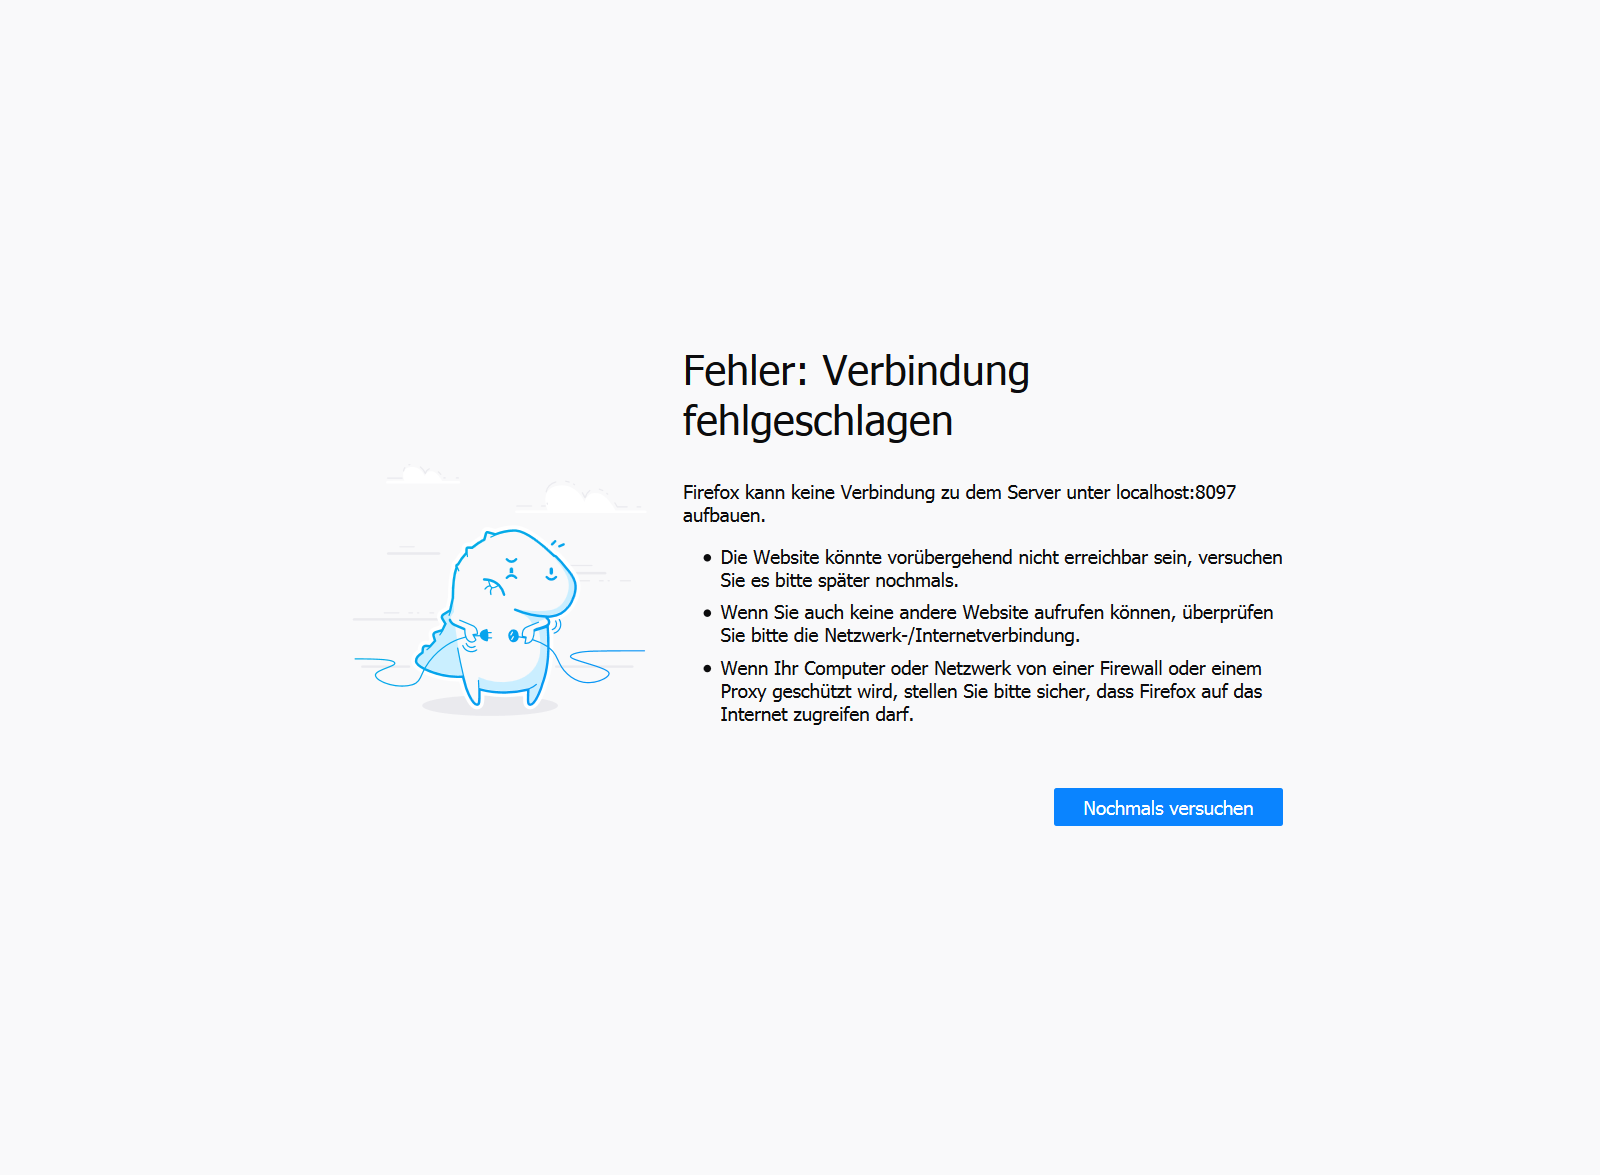 Fehler: Verbindung
fehlgeschlagen
Firefox kann keine Verbindung zu dem Server unter localhost:8097
aufbauen.
• Die Website könnte vorübergehend nicht erreichbar sein, versuchen
Sie es bitte später nochmals.
• Wenn Sie auch keine andere Website aufrufen können, überprüfen
Sie bitte die Netzwerk-/Internetverbindung.
• Wenn Ihr Computer oder Netzwerk von einer Firewall oder einem
Proxy geschützt wird, stellen Sie bitte sicher, dass Firefox auf das
Internet zugreifen darf.
Nochmals versuchen